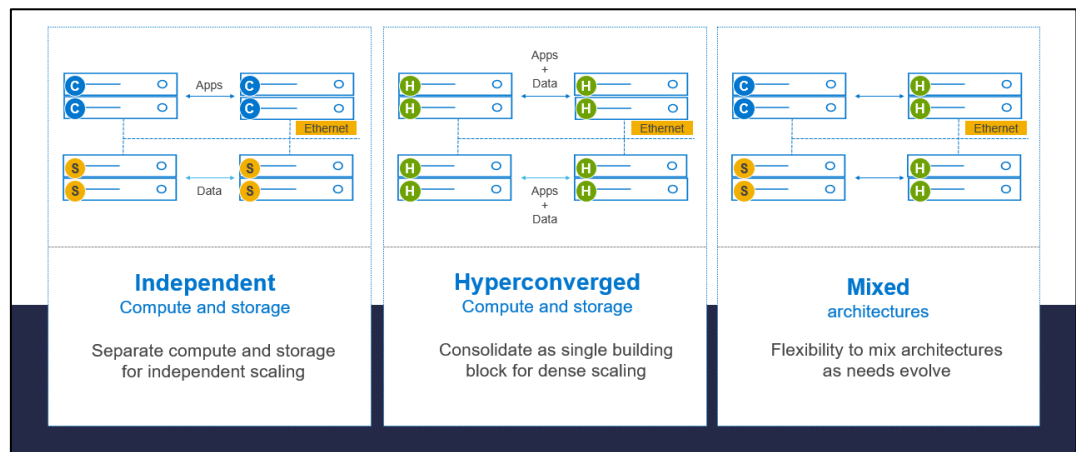 C
C
Apps
C
C
Ethernet
S
S
Data
S
S
Independent
Compute and storage
Separate compute and storage
for independent scaling
Apps
+
Data
H
H
H
H
Ethernet
H
H
H
H
Apps
+
Data
Hyperconverged
Compute and storage
Consolidate as single building
block for dense scaling
C
C
H
H
Ethernet
S
S
H
H
Mixed
architectures
Flexibility to mix architectures
as needs evolve